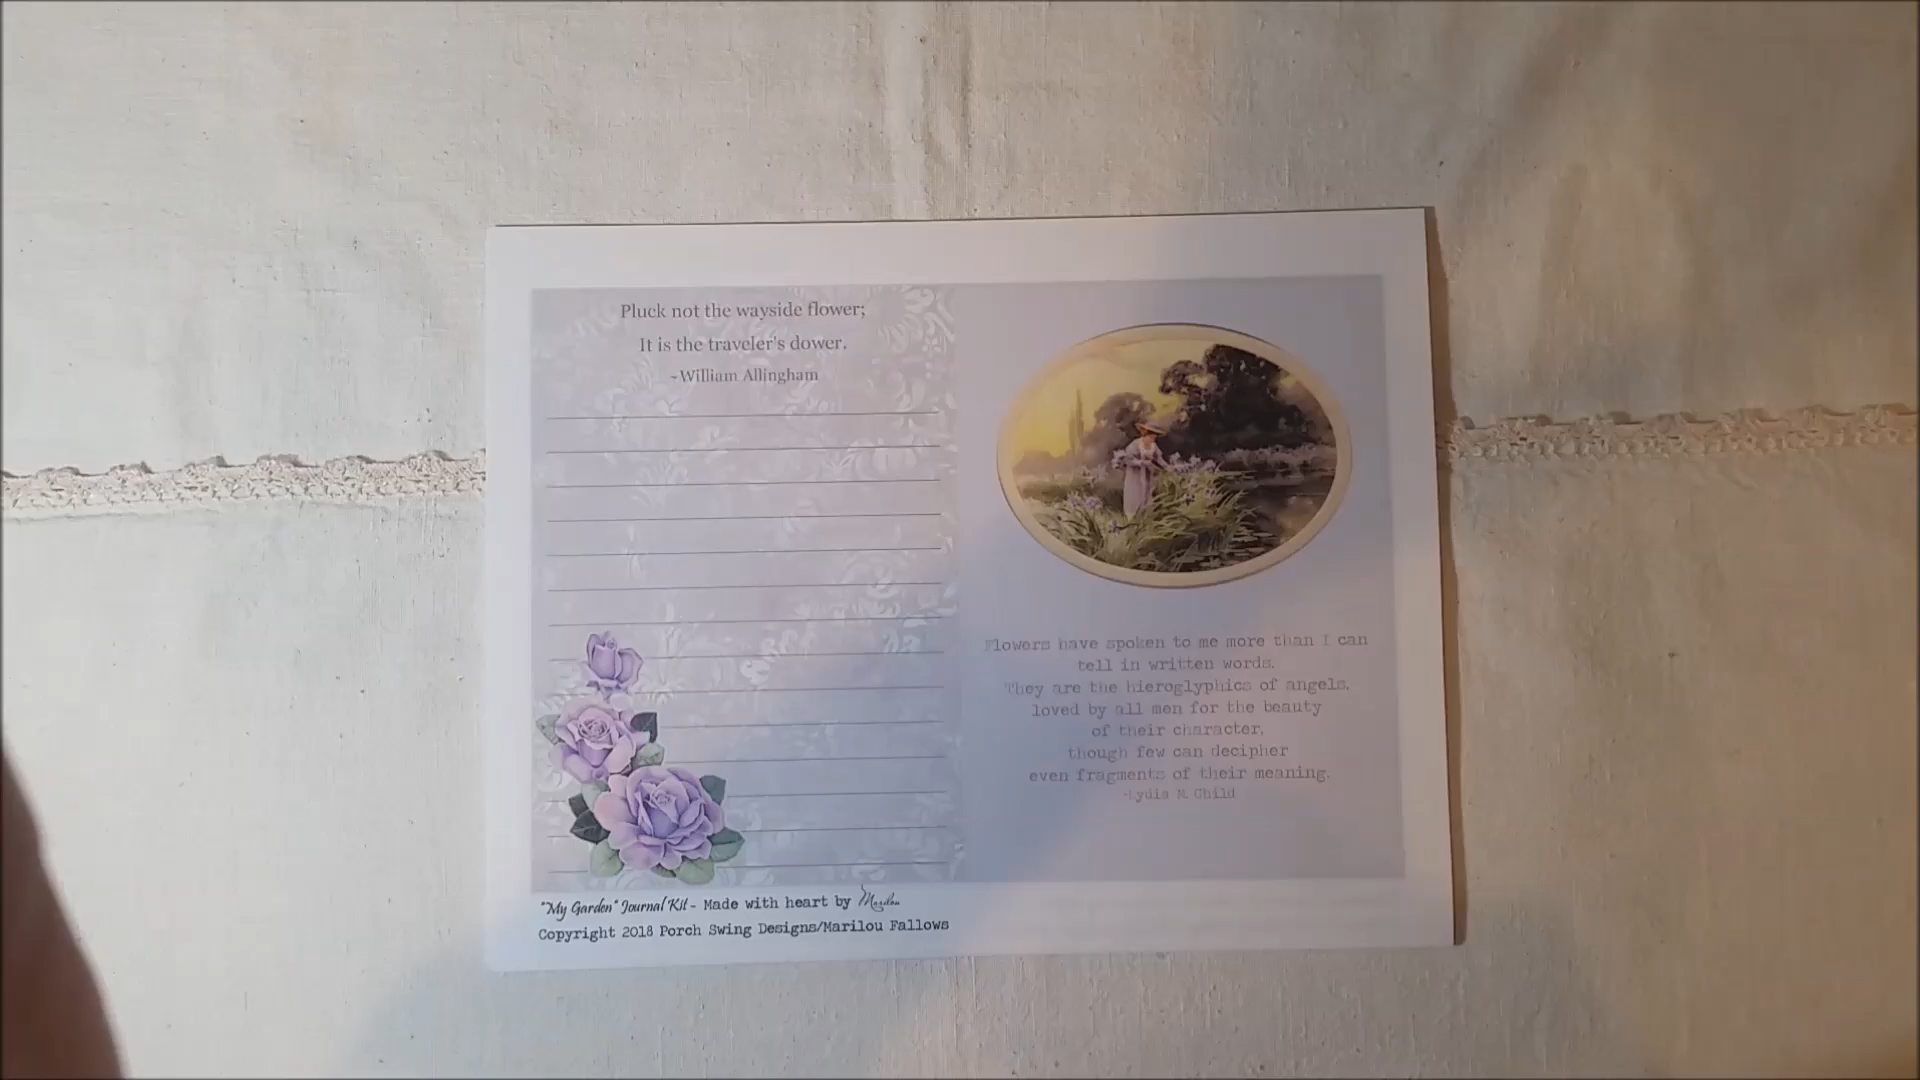 Pluck not the wayside flower;
It is the traveler's dower.
~William Allingham
Flowers have spoken to me more than I can
tell in written words.
They are the hieroglyphics of angels,
loved by all men for the beauty
of their character,
though few can decipher
even fragments of their meaning.
-Lydia M. Child
"My Garden" Journal Kit - Made with heart by Marilou
Copyright 2018 Porch Swing Designs/Marilou Fallows